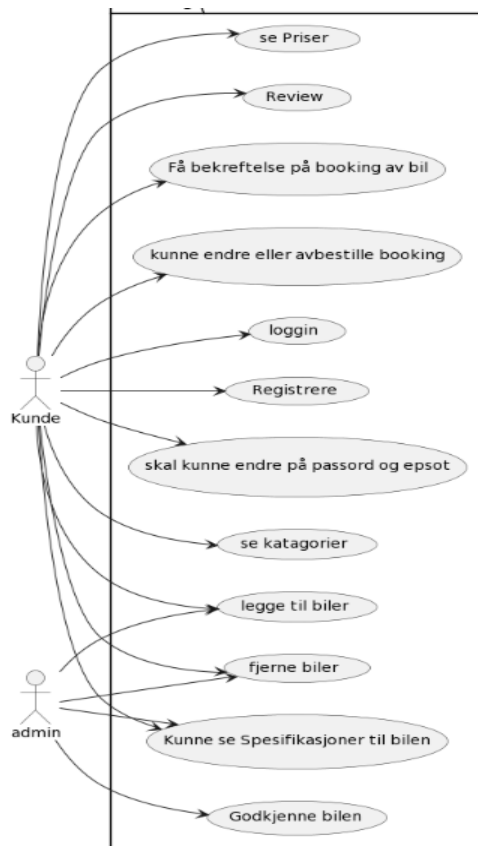 se Priser
Review
Få bekreftelse på booking av bil
kunne endre eller avbestille booking
loggin
Registrere
Kunde
skal kunne endre på passord og epsot
se katagorier
legge til biler
fjerne biler
admin
Kunne se Spesifikasjoner til bilen
Godkjenne bilen